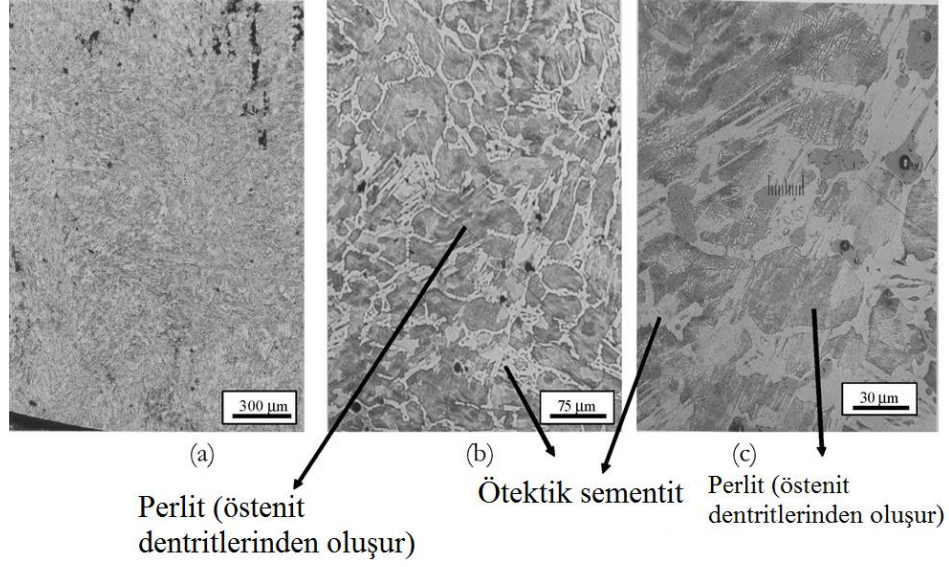 300 µm
75 µm
30 µm
(a)
(b)
(c)
Perlit (östenit
dentritlerinden oluşur)
Ötektik sementit
Perlit (östenit
dentritlerinden oluşur)